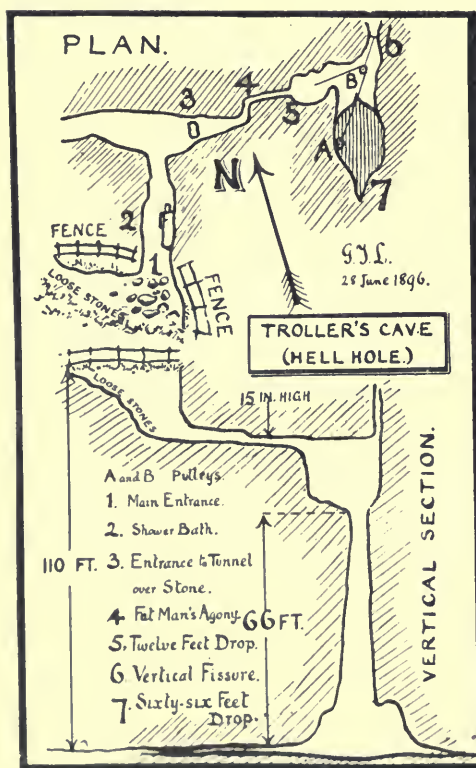 PLAN.
6
4
3
B
5
A
N
7
2
FENCE
1
G.T.L.
28 June 1896.
LOOSE STONES
FENCE
TROLLER'S CAVE
(HELL HOLE.)
LOOSE STONES
15 IN. HIGH
A and B Pulleys.
1. Main Entrance.
2. Shower Bath.
110 FT.
3. Entrance to Tunnel
over Stone.
4 Fat Man's Agony.
66 FT.
5. Twelve Feet Drop.
6 Vertical Fissure.
7. Sixty-six Feet
Drop.
VERTICAL SECTION.